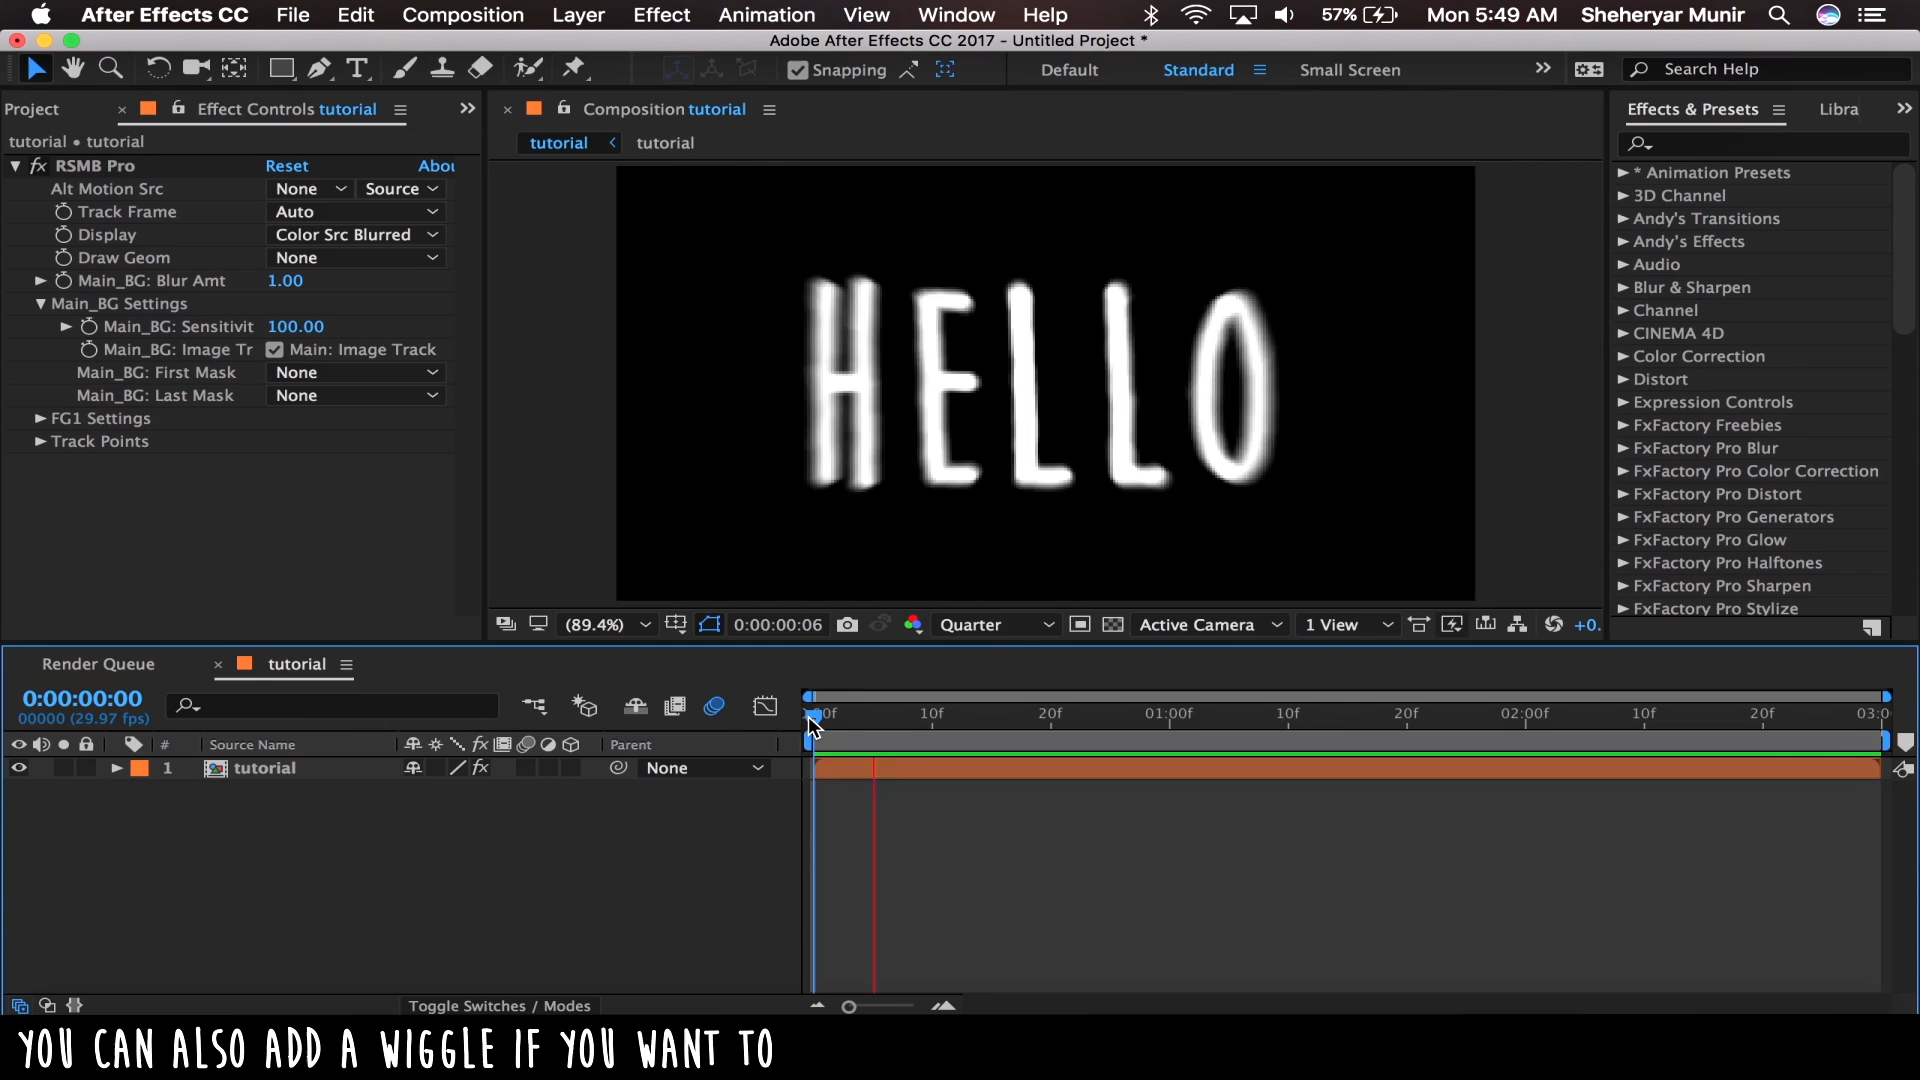 After Effects CC File Edit Composition Layer Effect Animation View Window Help 57% Mon 5:49 AM Sheheryar Munir
Adobe After Effects CC 2017 - Untitled Project *
Snapping Default Standard Small Screen Search Help
Project Effect Controls tutorial
Composition tutorial
Effects & Presets Libra
tutorial • tutorial
tutorial tutorial
fx RSMB Pro Reset Abou
Alt Motion Src None Source
Track Frame Auto
Display Color Src Blurred
Draw Geom None
Main_BG: Blur Amt 1.00
Main_BG Settings
Main_BG: Sensitivit 100.00
Main_BG: Image Tr Main: Image Track
Main_BG: First Mask None
Main_BG: Last Mask None
FG1 Settings
Track Points
HELLO
* Animation Presets
3D Channel
Andy's Transitions
Andy's Effects
Audio
Blur & Sharpen
Channel
CINEMA 4D
Color Correction
Distort
Expression Controls
FxFactory Freebies
FxFactory Pro Blur
FxFactory Pro Color Correction
FxFactory Pro Distort
FxFactory Pro Generators
FxFactory Pro Glow
FxFactory Pro Halftones
FxFactory Pro Sharpen
FxFactory Pro Stylize
(89.4%) 0:00:00:06 Quarter Active Camera 1 View +0.
Render Queue tutorial
0:00:00:00
00000 (29.97 fps)
00f 10f 20f 01:00f 10f 20f 02:00f 10f 20f 03:0
# Source Name fx Parent
1 tutorial fx None
Toggle Switches / Modes
YOU CAN ALSO ADD A WIGGLE IF YOU WANT TO